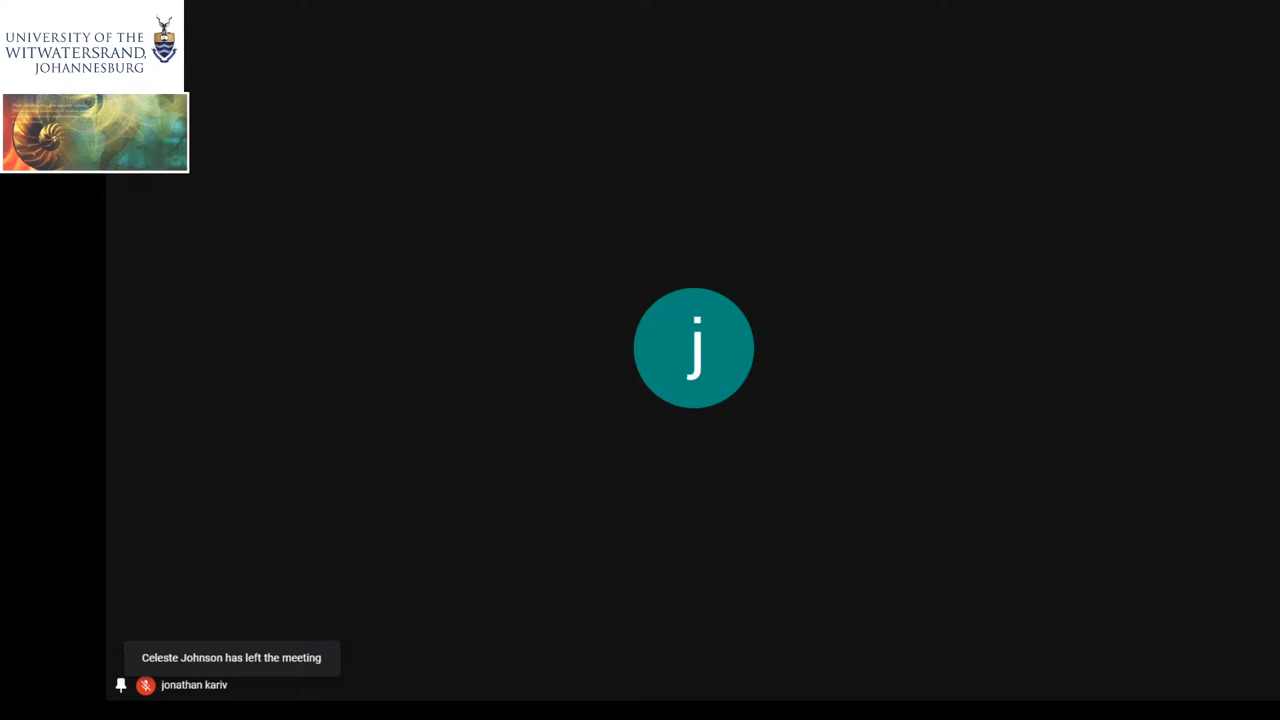 UNIVERSITY OF THE
WITWATERSRAND,
JOHANNESBURG
j
Celeste Johnson has left the meeting
jonathan kariv